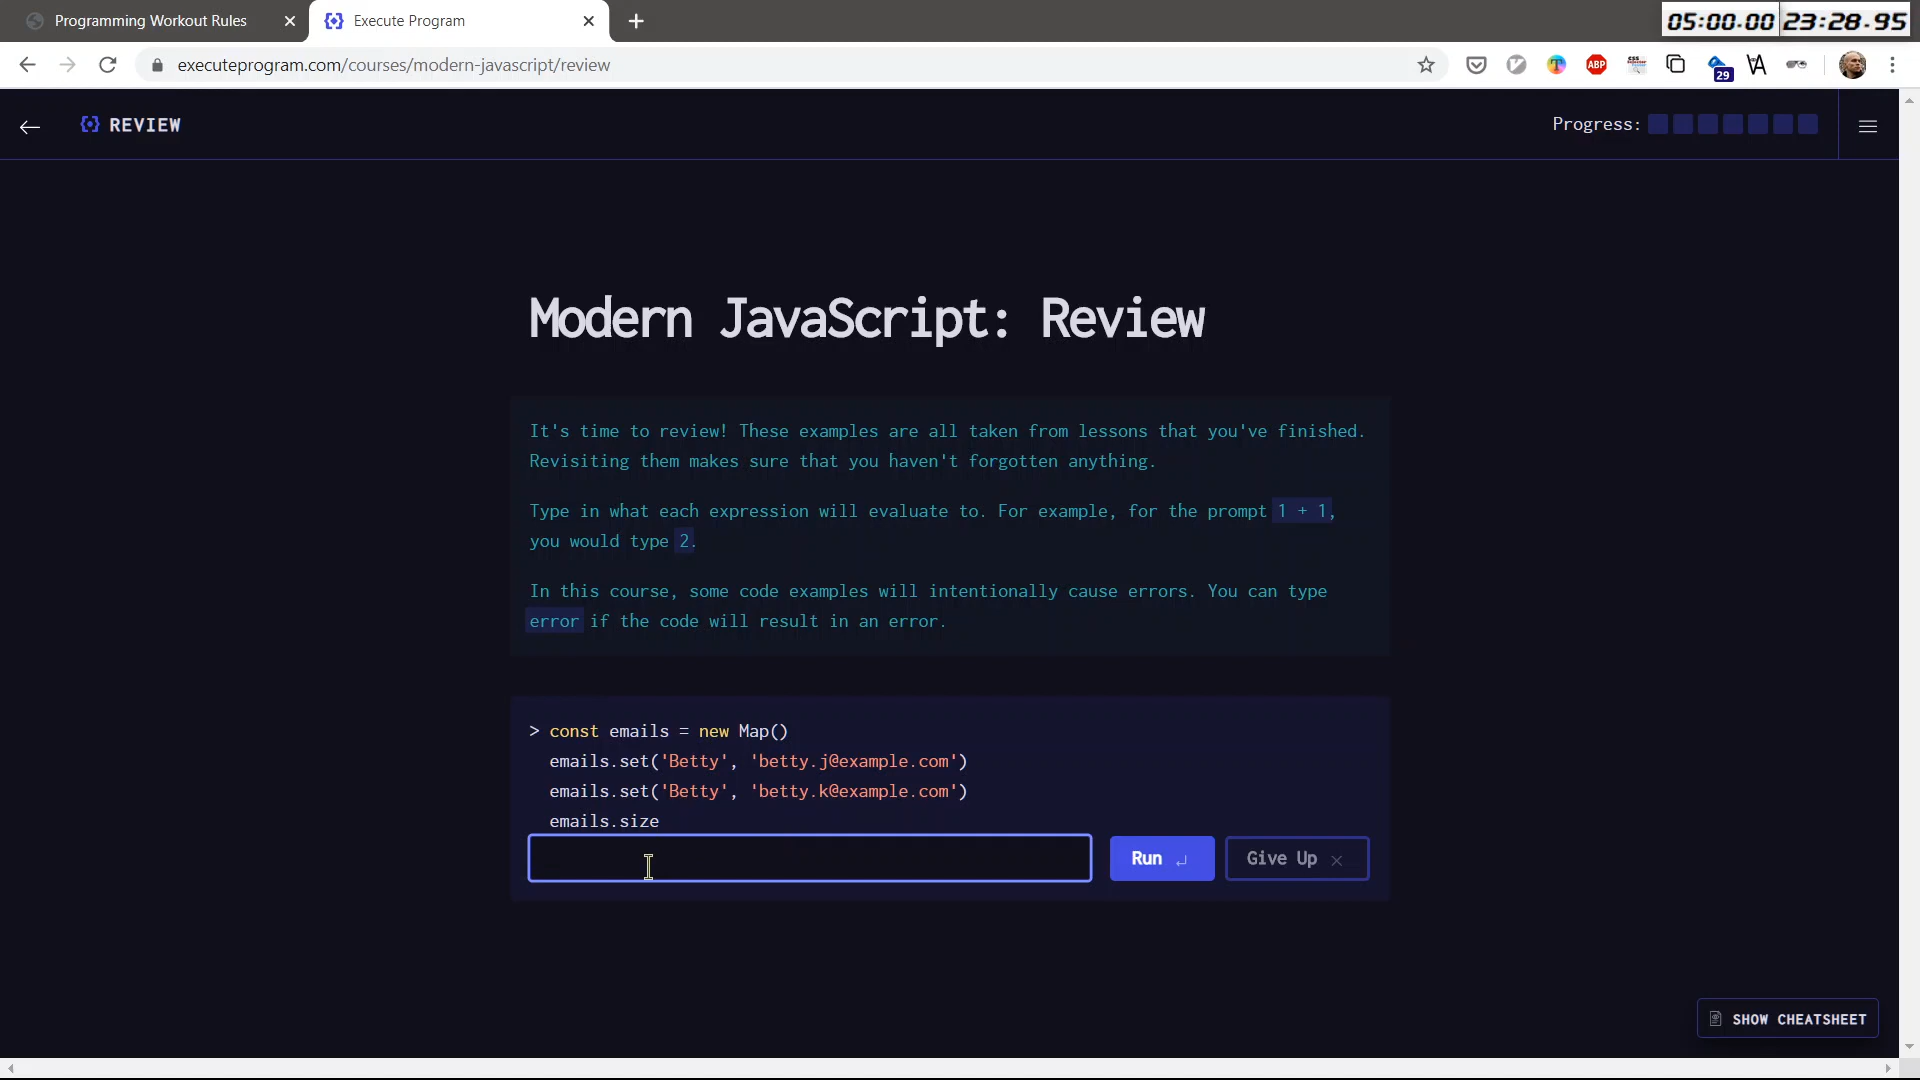 Programming Workout Rules
Execute Program
05:00.00 23:28.95
executeprogram.com/courses/modern-javascript/review
ABP
CSS
29
REVIEW
Progress:
Modern JavaScript: Review
It's time to review! These examples are all taken from lessons that you've finished.
Revisiting them makes sure that you haven't forgotten anything.
Type in what each expression will evaluate to. For example, for the prompt 1 + 1,
you would type 2.
In this course, some code examples will intentionally cause errors. You can type
error if the code will result in an error.
> const emails = new Map()
emails.set('Betty', 'betty.j@example.com')
emails.set('Betty', 'betty.k@example.com')
emails.size
Run ↵ Give Up ×
SHOW CHEATSHEET